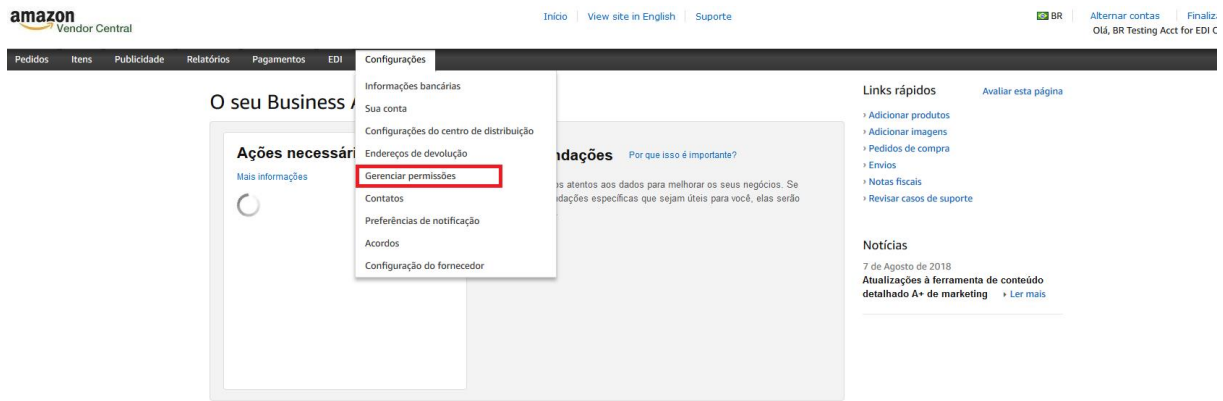 amazon
Vendor Central
Início View site in English Suporte
BR Alternar contas
Olá, BR Testing Acct for EDI
Pedidos Itens Publicidade Relatórios Pagamentos EDI Configurações
Informações bancárias
Sua conta
Configurações do centro de distribuição
Endereços de devolução
Gerenciar permissões
Contatos
Preferências de notificação
Acordos
Configuração do fornecedor
O seu Business
Ações
Mais informações
Por que isso é importante?
atentos aos dados para melhorar os seus negócios. Se
específicas que sejam úteis para você, elas serão
Links rápidos Avaliar esta página
› Adicionar produtos
› Adicionar imagens
› Pedidos de compra
› Envios
› Notas fiscais
› Revisar casos de suporte
Notícias
7 de Agosto de 2018
Atualizações à ferramenta de conteúdo
detalhado A+ de marketing › Ler mais